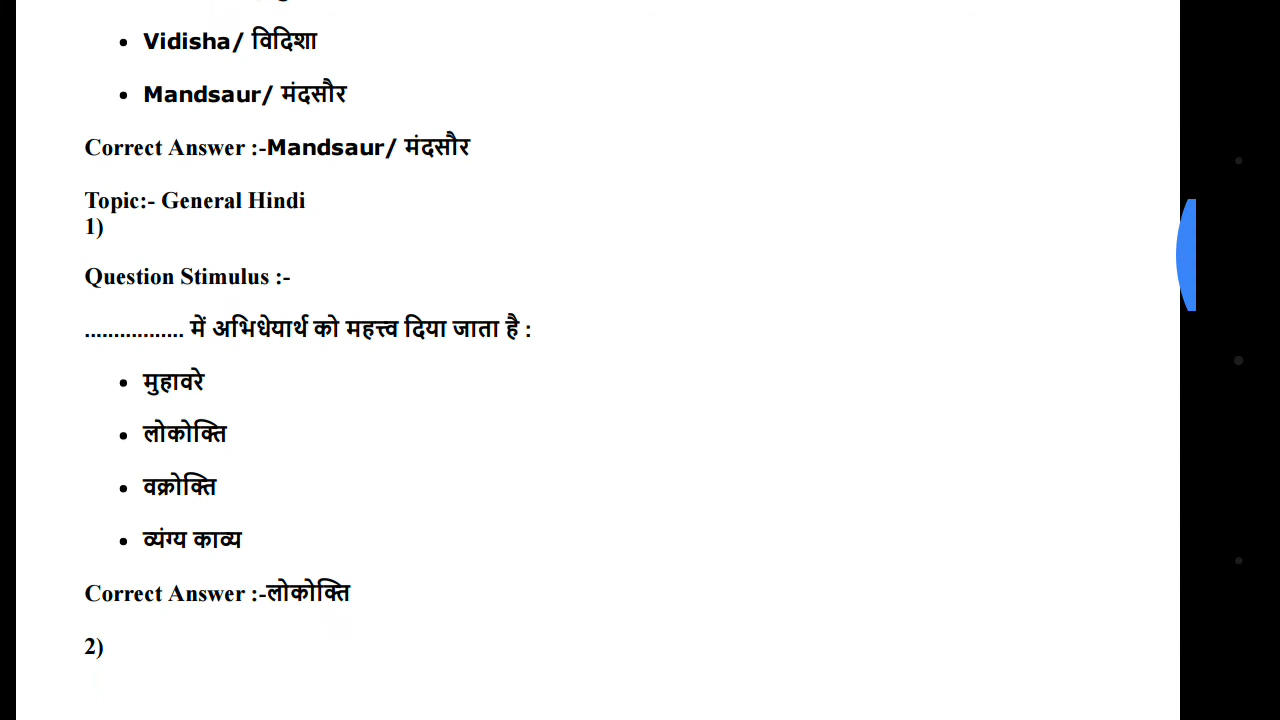 • Vidisha/ विदिशा
• Mandsaur/ मंदसौर
Correct Answer :-Mandsaur/ मंदसौर
Topic:- General Hindi
1)
Question Stimulus :-
................. में अभिधेयार्थ को महत्त्व दिया जाता है :
• मुहावरे
• लोकोक्ति
• वक्रोक्ति
• व्यंग्य काव्य
Correct Answer :-लोकोक्ति
2)